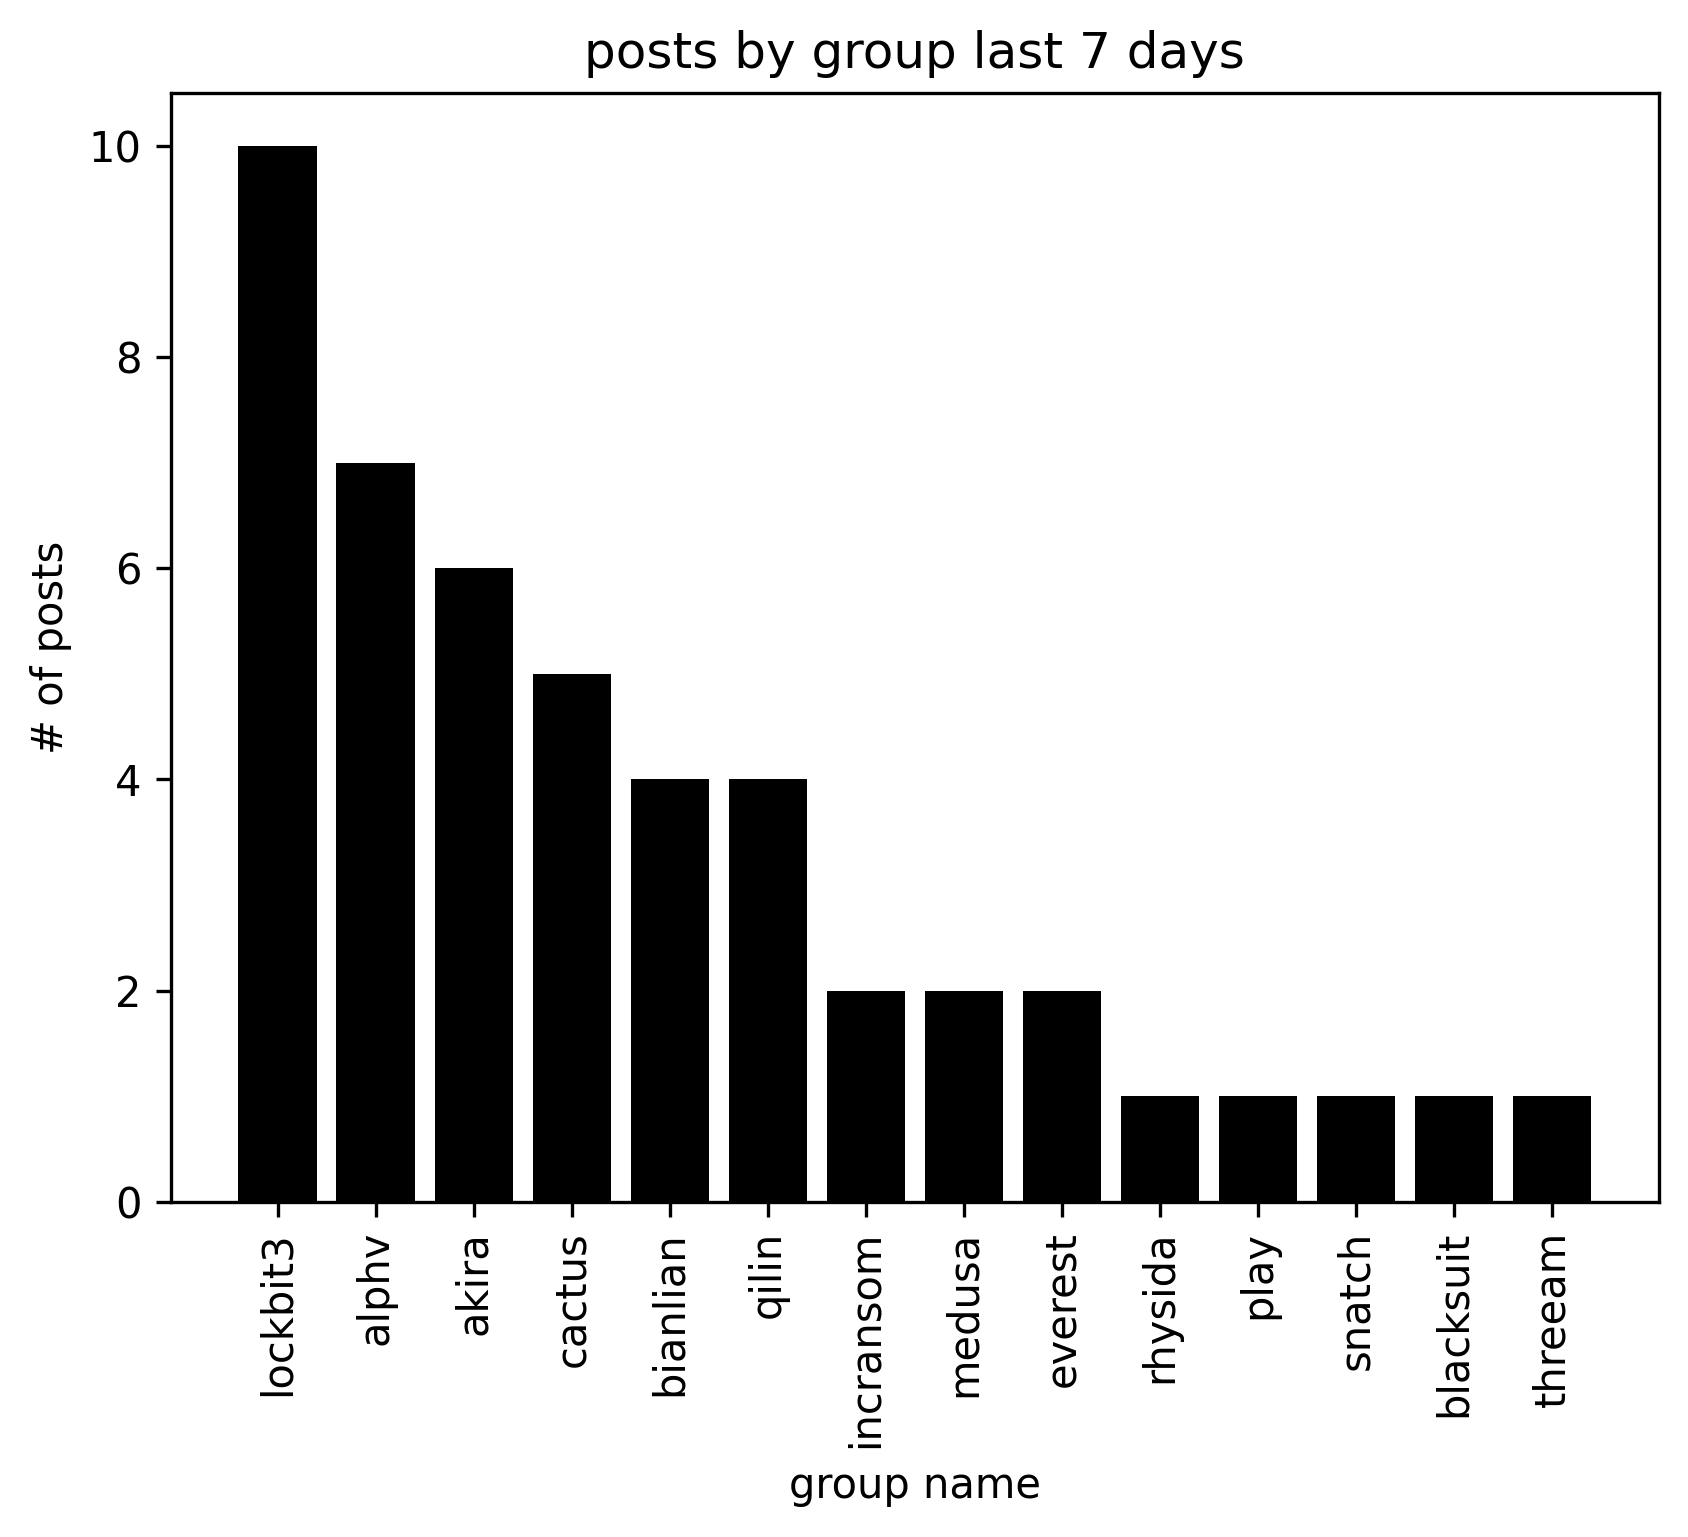 posts by group last 7 days
# of posts
10
8
6
4
2
0
lockbit3
alphv
akira
cactus
bianlian
qilin
incransom
medusa
everest
rhysida
play
snatch
blacksuit
threeam
group name